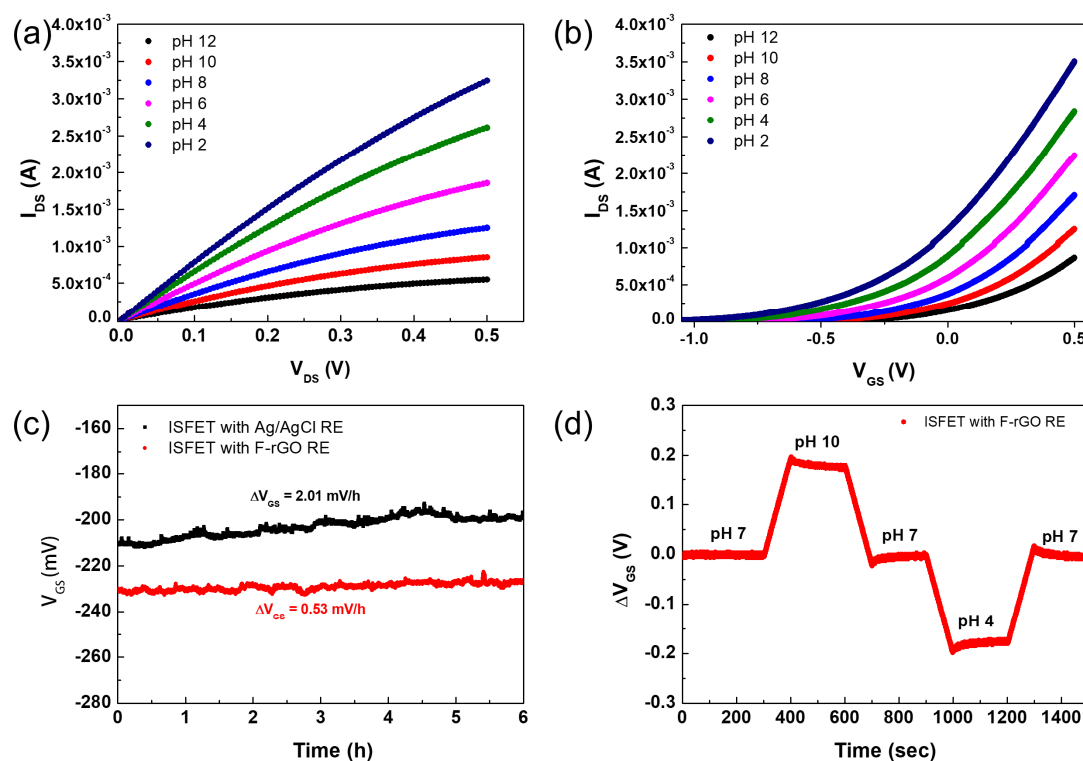 (a)
4.0x10⁻³
3.5x10⁻³
3.0x10⁻³
2.5x10⁻³
2.0x10⁻³
1.5x10⁻³
1.0x10⁻³
5.0x10⁻⁴
0.0
I_DS (A)
pH 12
pH 10
pH 8
pH 6
pH 4
pH 2
0.0 0.1 0.2 0.3 0.4 0.5
V_DS (V)
(b)
4.0x10⁻³
3.5x10⁻³
3.0x10⁻³
2.5x10⁻³
2.0x10⁻³
1.5x10⁻³
1.0x10⁻³
5.0x10⁻⁴
0.0
I_DS (A)
pH 12
pH 10
pH 8
pH 6
pH 4
pH 2
-1.0 -0.5 0.0 0.5
V_GS (V)
(c)
-160
-180
-200
-220
-240
-260
-280
V_GS (mV)
ISFET with Ag/AgCl RE
ISFET with F-rGO RE
ΔV_GS = 2.01 mV/h
ΔV_GS = 0.53 mV/h
0 1 2 3 4 5 6
Time (h)
(d)
0.3
0.2
0.1
0.0
-0.1
-0.2
-0.3
ΔV_GS (V)
ISFET with F-rGO RE
pH 10
pH 7
pH 7
pH 7
pH 4
0 200 400 600 800 1000 1200 1400
Time (sec)